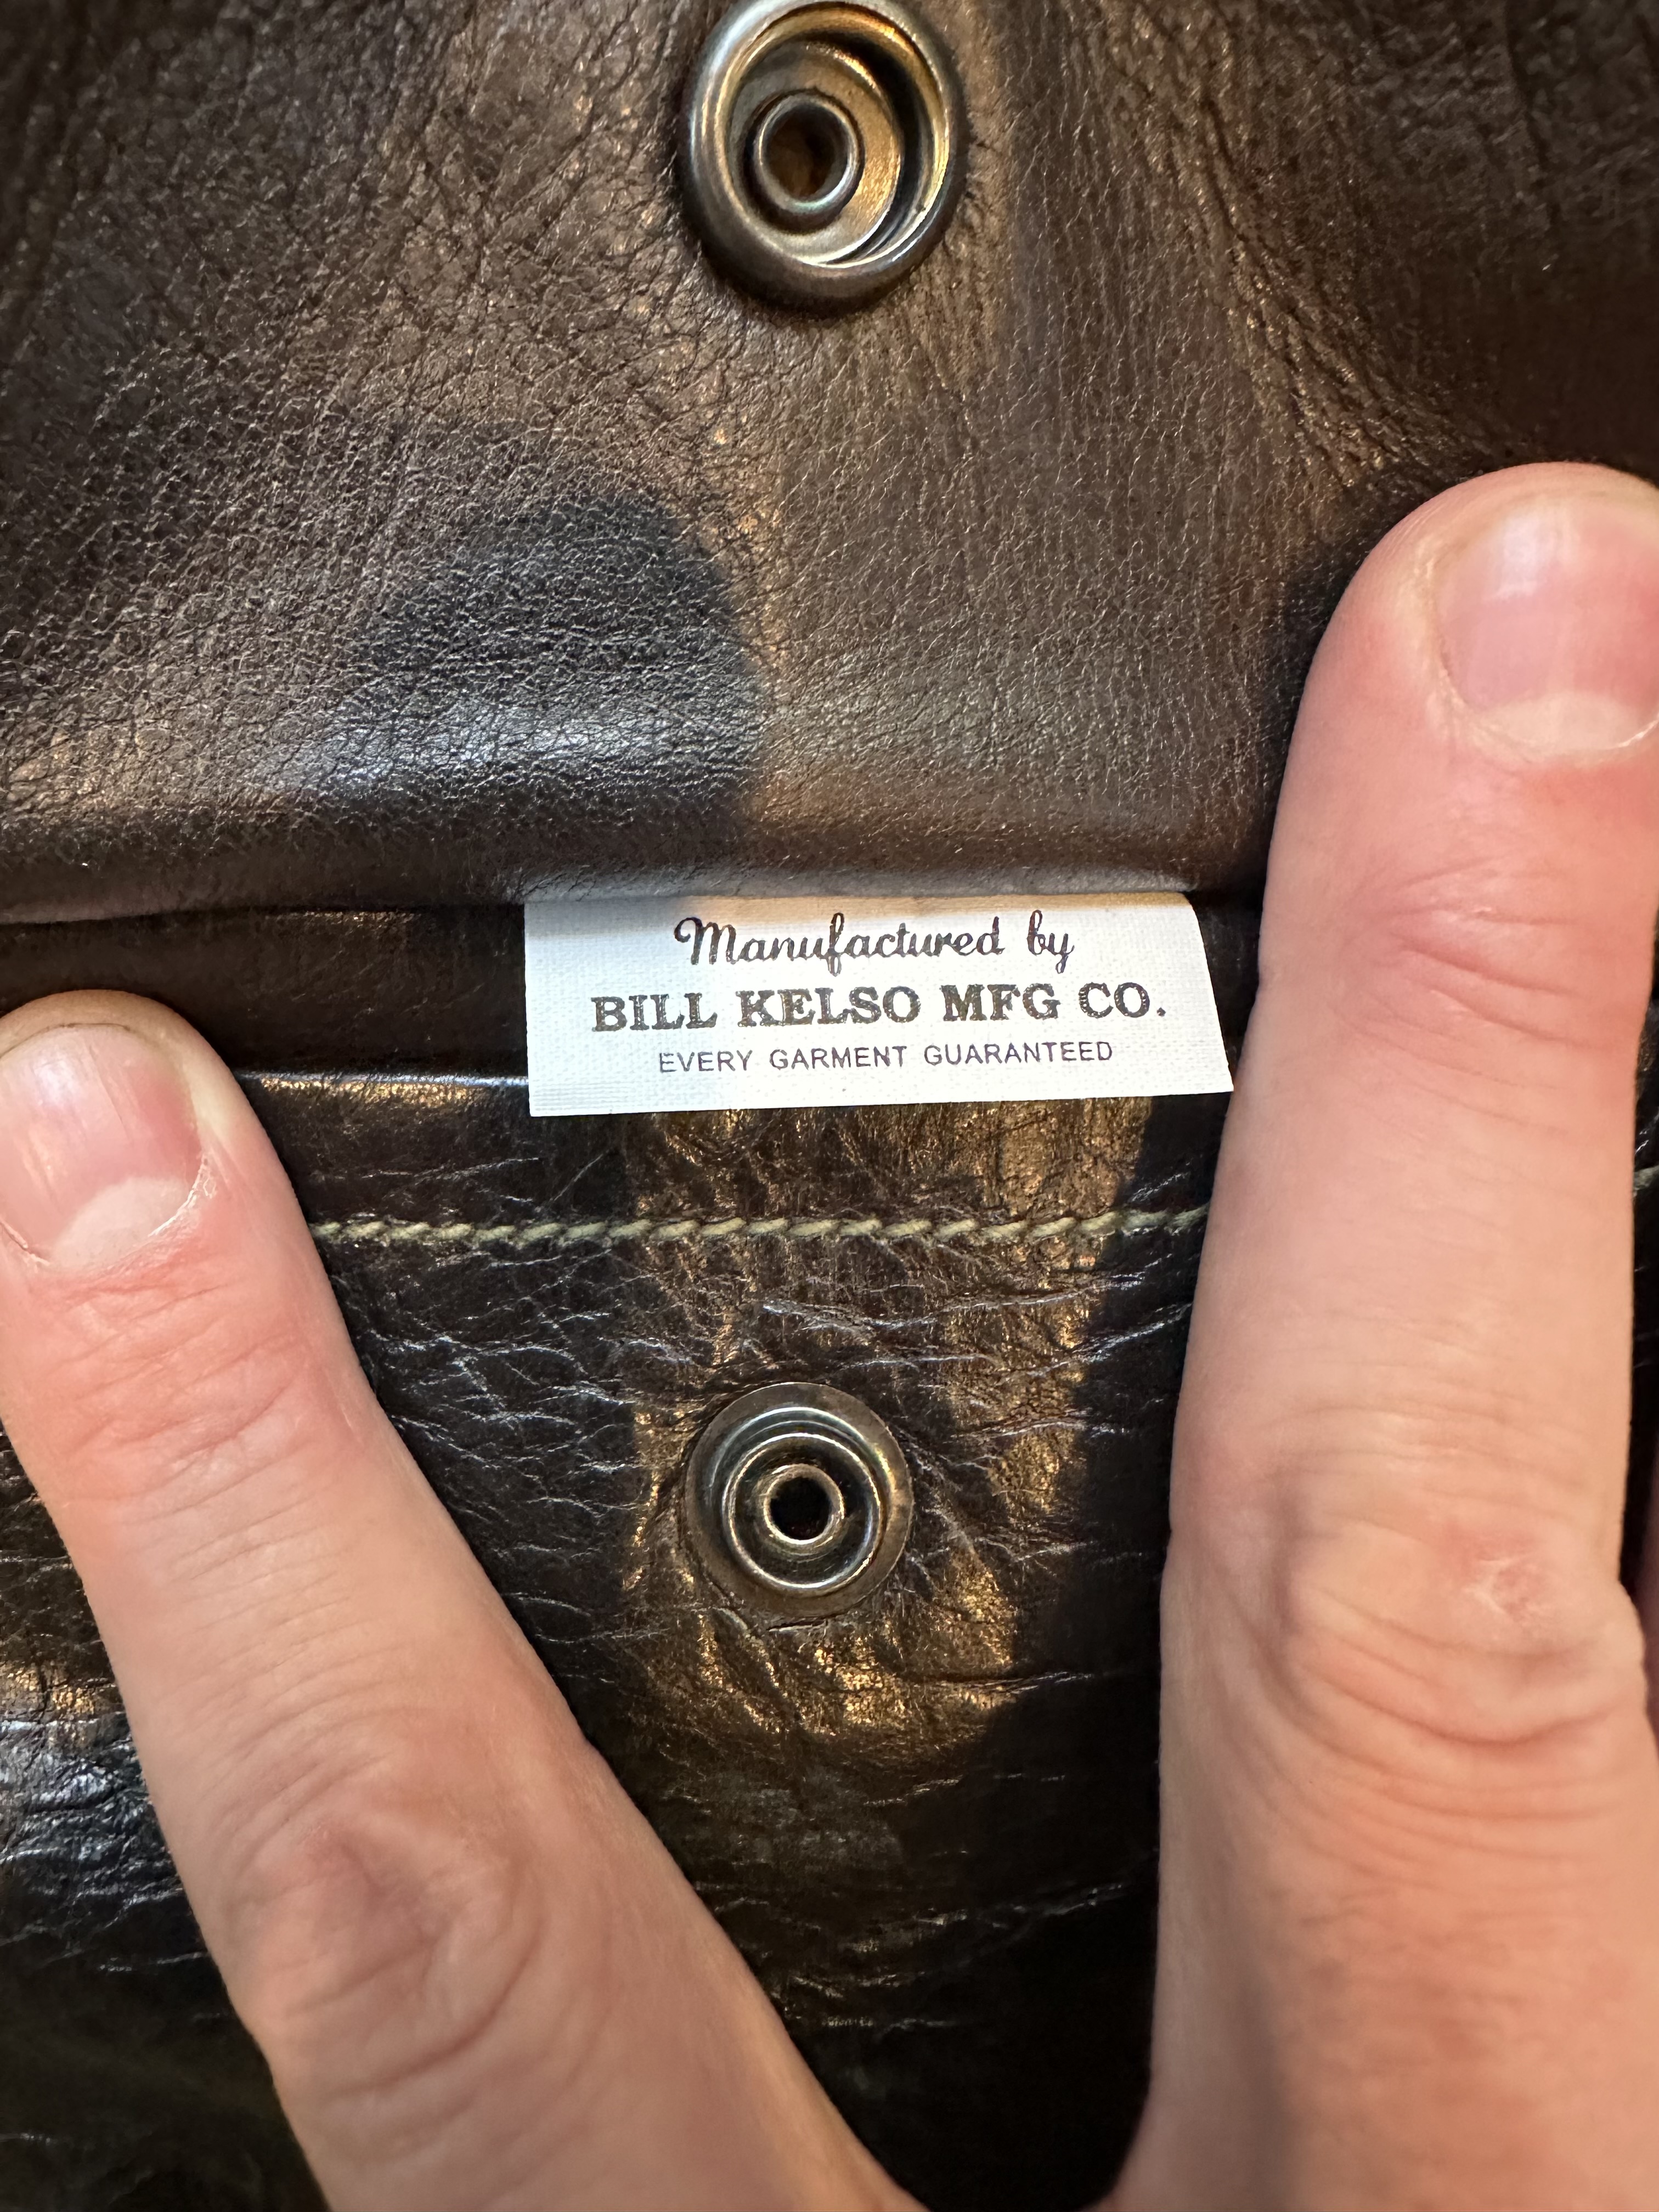 Manufactured by
BILL KELSO MFG CO.
EVERY GARMENT GUARANTEED